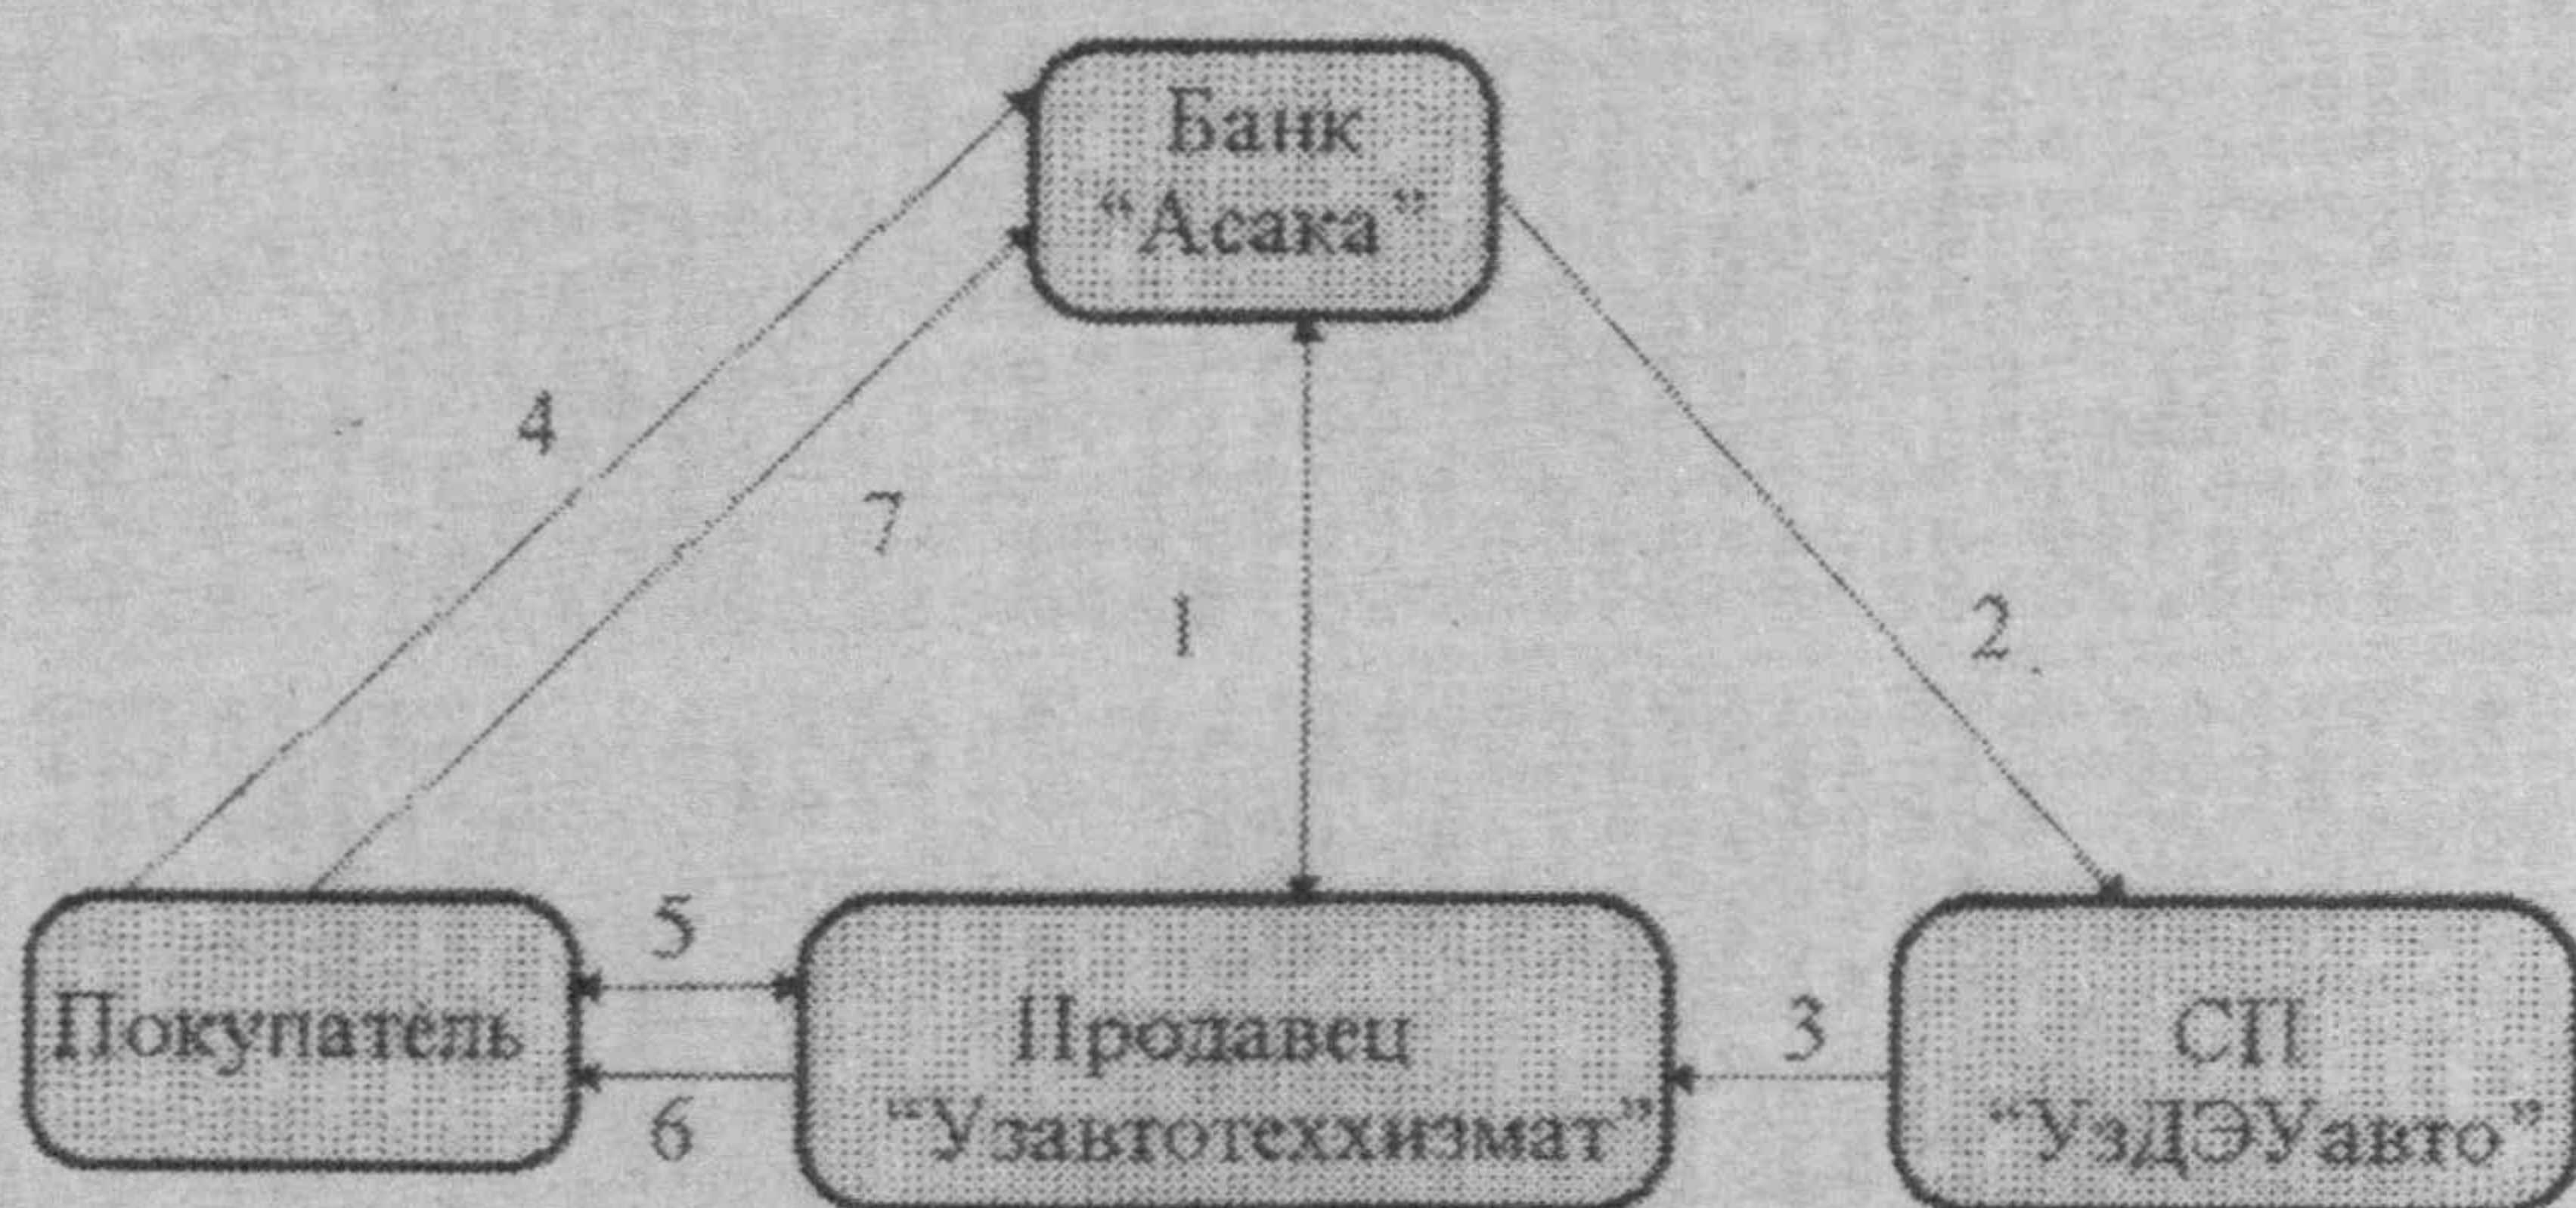 Банк
“Асака”
4
7
1
2
Покупатель
5
6
Продавец
“Узавтотеххизмат”
3
СП
“УзДЭУавто”